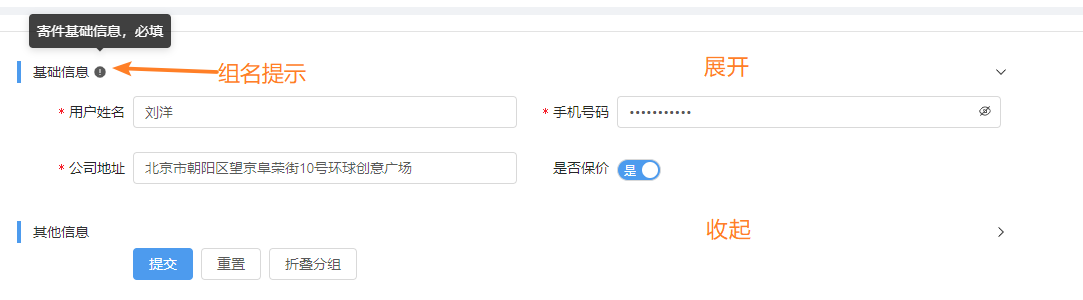 寄件基础信息，必填
基础信息
组名提示
展开
* 用户姓名 刘洋 * 手机号码 •••••••••••
* 公司地址 北京市朝阳区望京阜荣街10号环球创意广场 是否保价 是
其他信息
收起
提交 重置 折叠分组